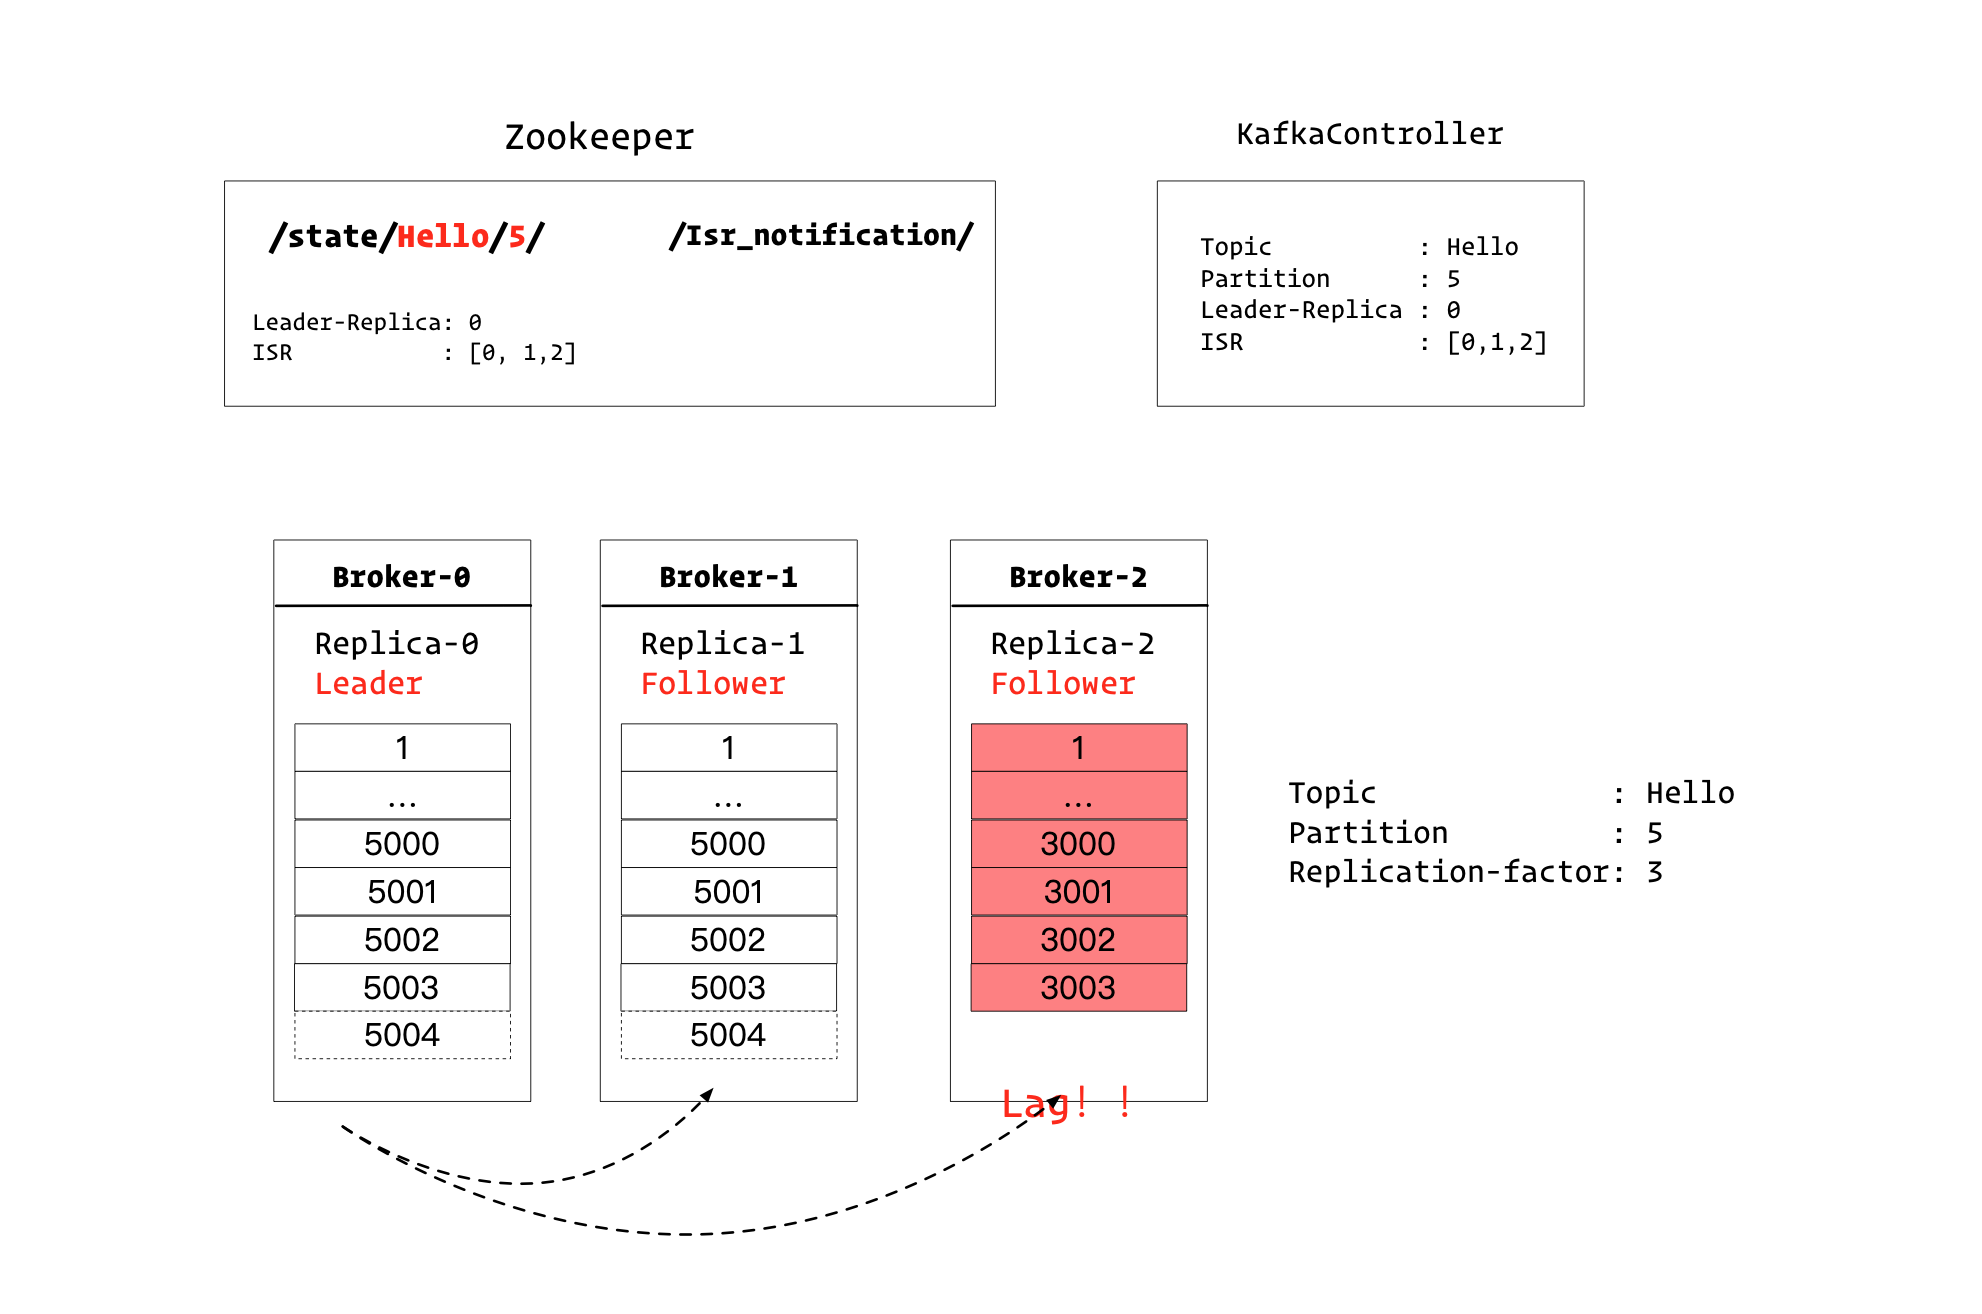 Zookeeper
/state/Hello/5/
/Isr_notification/
Leader-Replica: 0
ISR : [0, 1,2]
KafkaController
Topic : Hello
Partition : 5
Leader-Replica : 0
ISR : [0,1,2]
Broker-0
Replica-0
Leader
1
...
5000
5001
5002
5003
5004
Broker-1
Replica-1
Follower
1
...
5000
5001
5002
5003
5004
Broker-2
Replica-2
Follower
1
...
3000
3001
3002
3003
Lag! !
Topic : Hello
Partition : 5
Replication-factor: 3